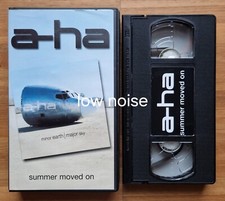 a-ha
a-ha
minor earth | major sky
summer moved on
a-ha
summer moved on
low noise